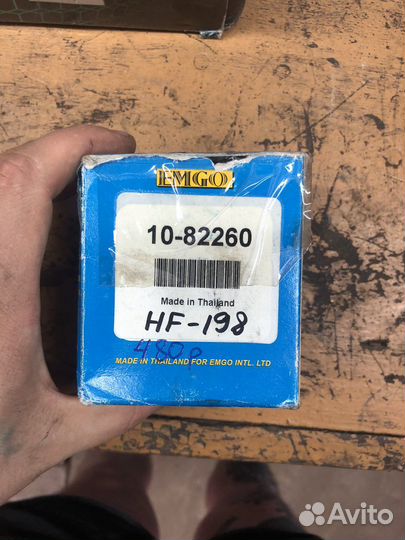 EMGO
10-82260
Made in Thailand
HF-198
480р
MADE IN THAILAND FOR EMGO INTL. LTD
Avito